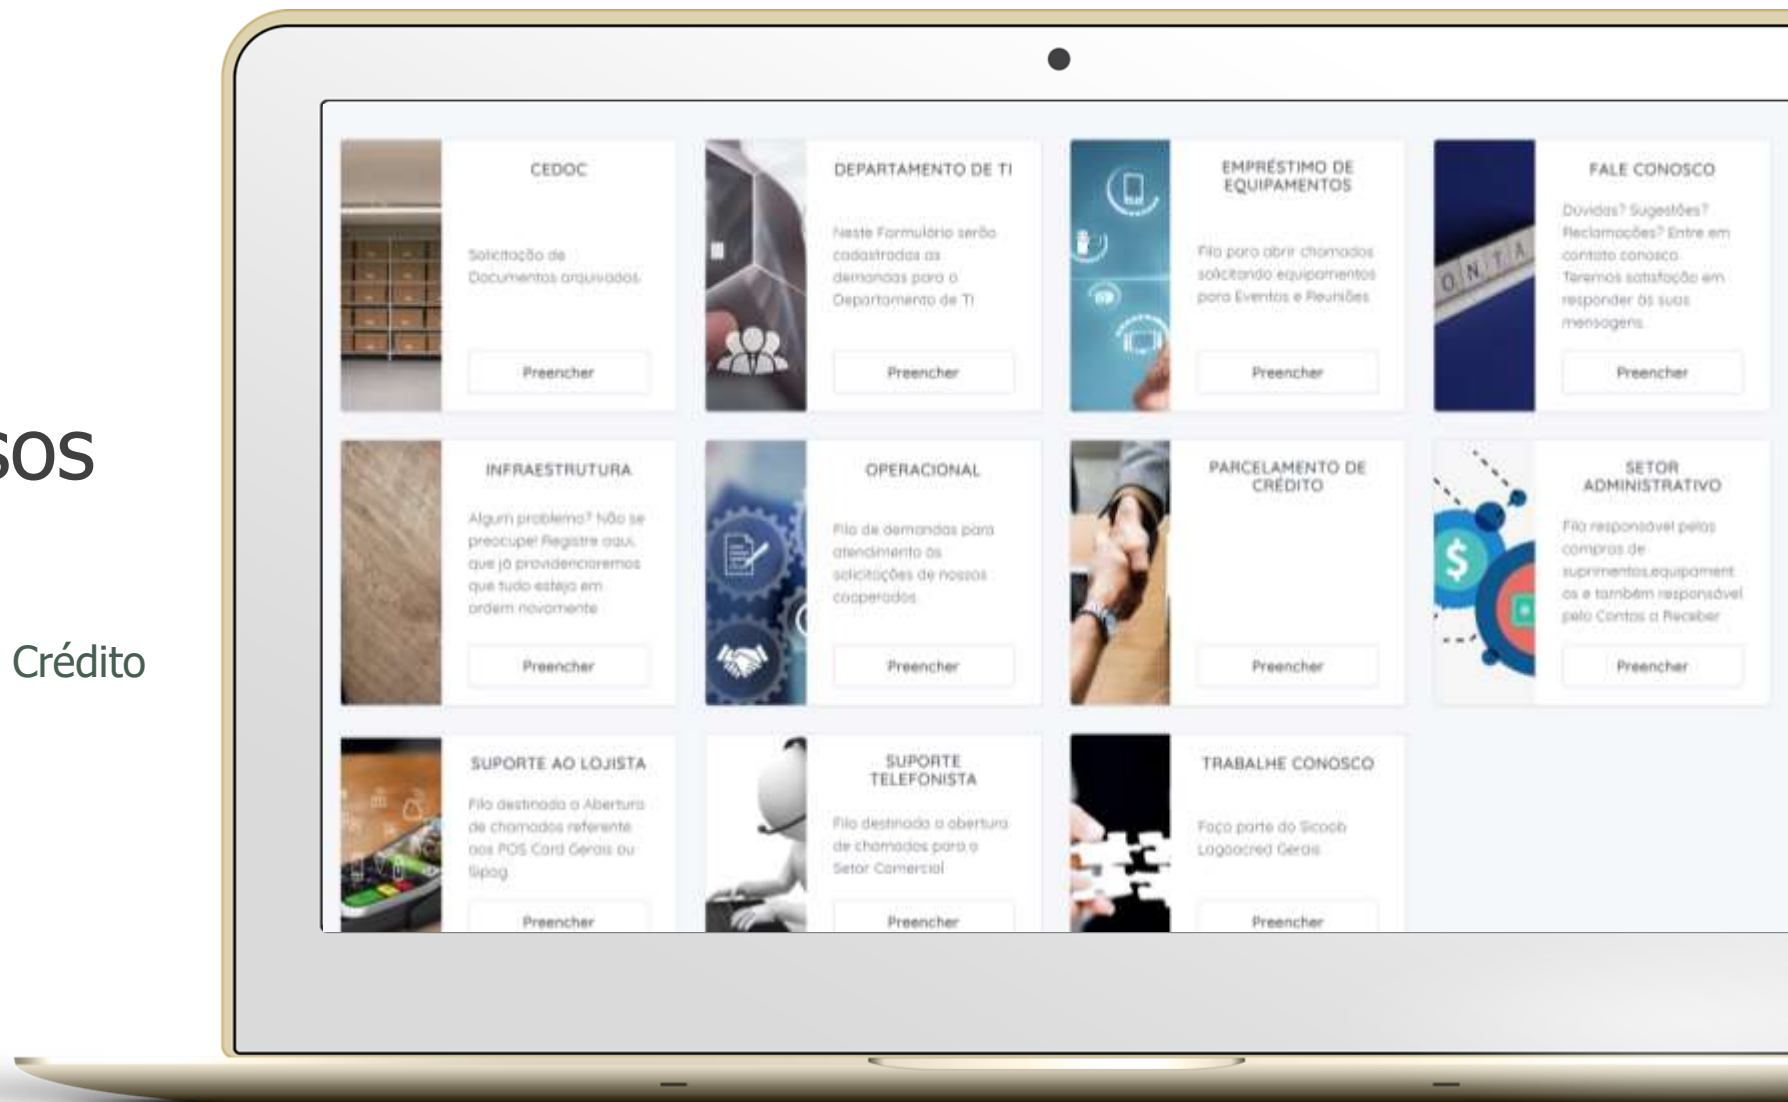 sos
Crédito
CEDOC
Solicitação de
Documentos arquivados
Preencher
DEPARTAMENTO DE TI
Neste Formulário serão
cadastradas as
demandas para o
Departamento de TI
Preencher
EMPRÉSTIMO DE
EQUIPAMENTOS
Fila para abrir chamados
solicitando equipamentos
para Eventos e Reuniões
Preencher
ONTA
FALE CONOSCO
Dúvidas? Sugestões?
Reclamações? Entre em
contato conosco.
Teremos satisfação em
responder às suas
mensagens.
Preencher
INFRAESTRUTURA
Algum problema? Não se
preocupe! Registre aqui,
que já providenciaremos
que tudo esteja em
ordem novamente
Preencher
OPERACIONAL
Fila de demandas para
atendimento às
solicitações de nossos
cooperados.
Preencher
PARCELAMENTO DE
CRÉDITO
Preencher
$
SETOR
ADMINISTRATIVO
Fila responsável pelas
compras de
suprimentos,equipament
os e também responsável
pelo Contas a Receber
Preencher
SUPORTE AO LOJISTA
Fila destinada a Abertura
de chamados referente
aos POS Card Gerais ou
Sipag.
Preencher
SUPORTE
TELEFONISTA
Fila destinada a abertura
de chamados para o
Setor Comercial
Preencher
TRABALHE CONOSCO
Faça parte do Sicoob
Lagoacred Gerais
Preencher